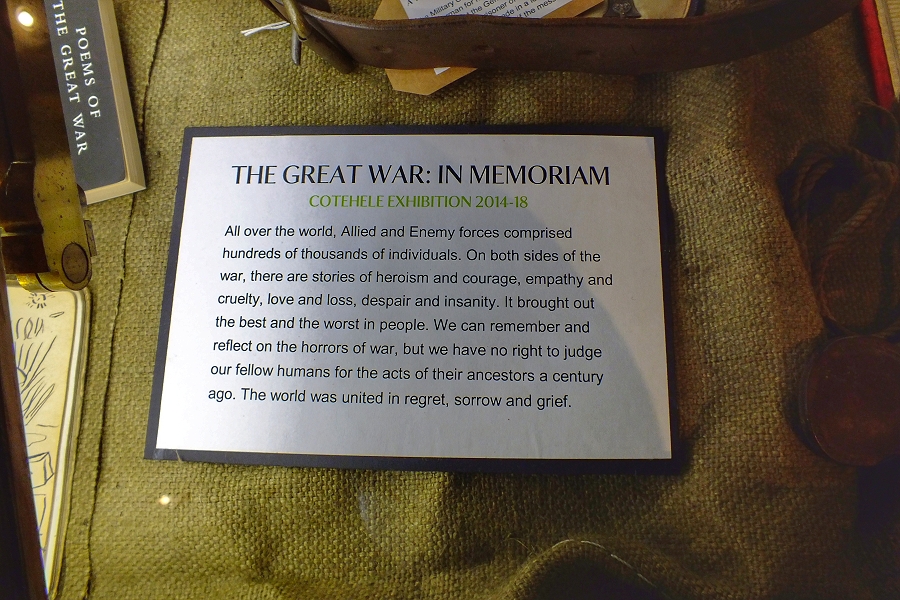 POEMS OF
THE GREAT WAR
THE GREAT WAR: IN MEMORIAM
COTEHELE EXHIBITION 2014-18
All over the world, Allied and Enemy forces comprised
hundreds of thousands of individuals. On both sides of the
war, there are stories of heroism and courage, empathy and
cruelty, love and loss, despair and insanity. It brought out
the best and the worst in people. We can remember and
reflect on the horrors of war, but we have no right to judge
our fellow humans for the acts of their ancestors a century
ago. The world was united in regret, sorrow and grief.